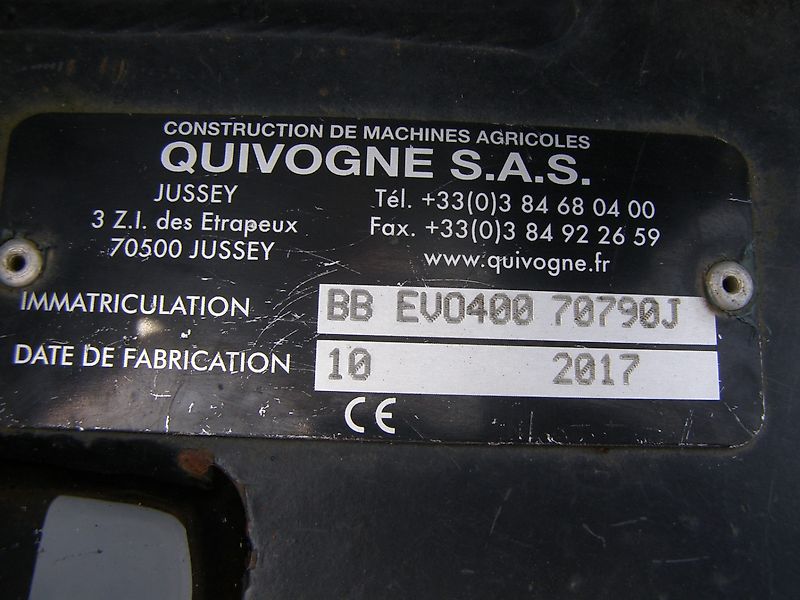 CONSTRUCTION DE MACHINES AGRICOLES
QUIVOGNE S.A.S.
JUSSEY
3 Z.I. des Etrapeux
70500 JUSSEY
Tél. +33(0)3 84 68 04 00
Fax. +33(0)3 84 92 26 59
www.quivogne.fr
IMMATRICULATION BB EVO400 70790J
DATE DE FABRICATION 10 2017
CE